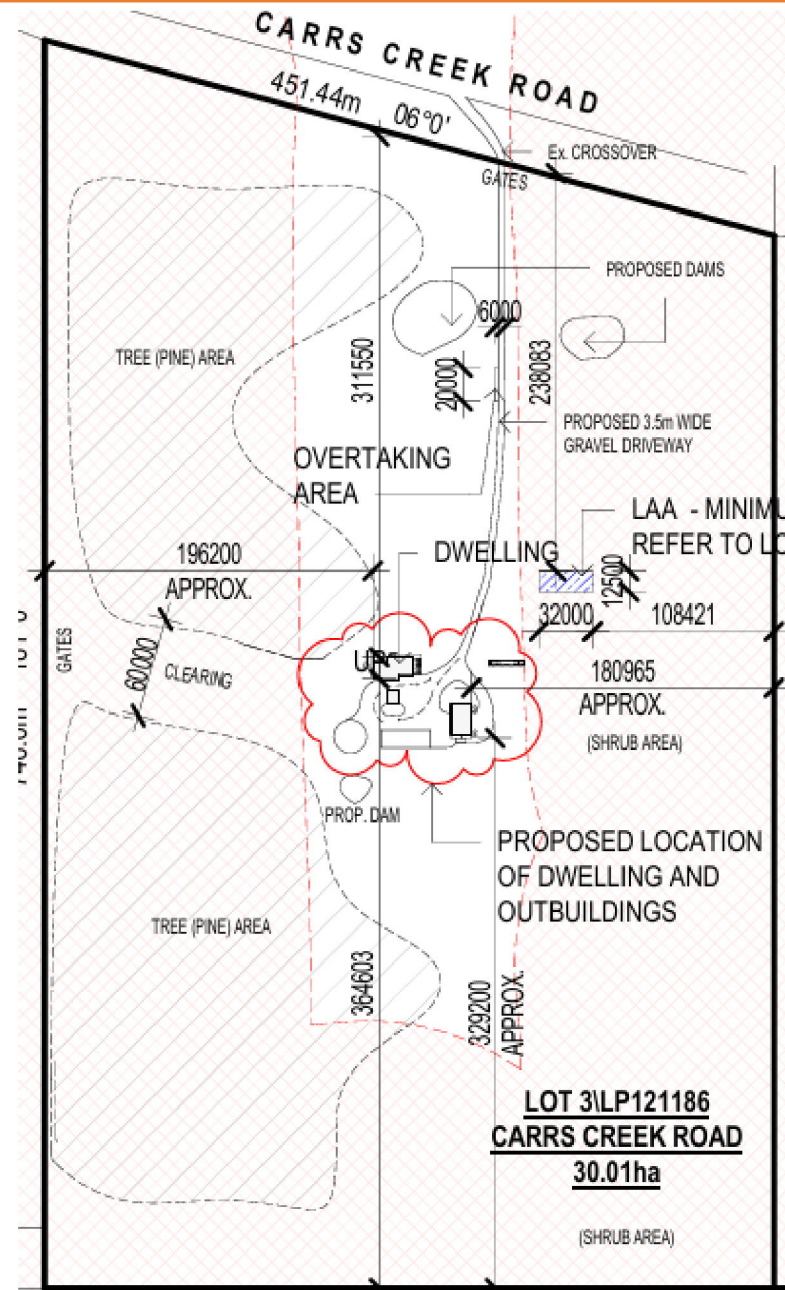 CARRS CREEK ROAD
451.44m
06°0'
Ex. CROSSOVER
GATES
PROPOSED DAMS
6000
TREE (PINE) AREA
311550
20000
238083
PROPOSED 3.5m WIDE
GRAVEL DRIVEWAY
OVERTAKING
AREA
LAA - MINIMU
REFER TO LO
196200
APPROX.
DWELLING
12500
32000
108421
GATES
60000
CLEARING
180965
APPROX.
(SHRUB AREA)
PROP. DAM
PROPOSED LOCATION
OF DWELLING AND
OUTBUILDINGS
TREE (PINE) AREA
364603
329200
APPROX.
LOT 3\LP121186
CARRS CREEK ROAD
30.01ha
(SHRUB AREA)